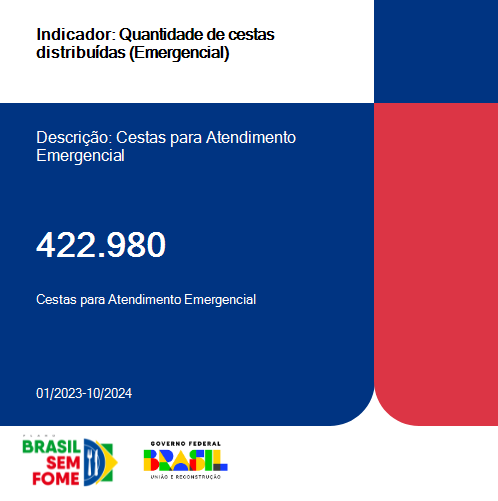 Indicador: Quantidade de cestas
distribuídas (Emergencial)
Descrição: Cestas para Atendimento
Emergencial
422.980
Cestas para Atendimento Emergencial
01/2023-10/2024
PLANO
BRASIL
SEM
FOME
GOVERNO FEDERAL
BRASIL
UNIÃO E RECONSTRUÇÃO